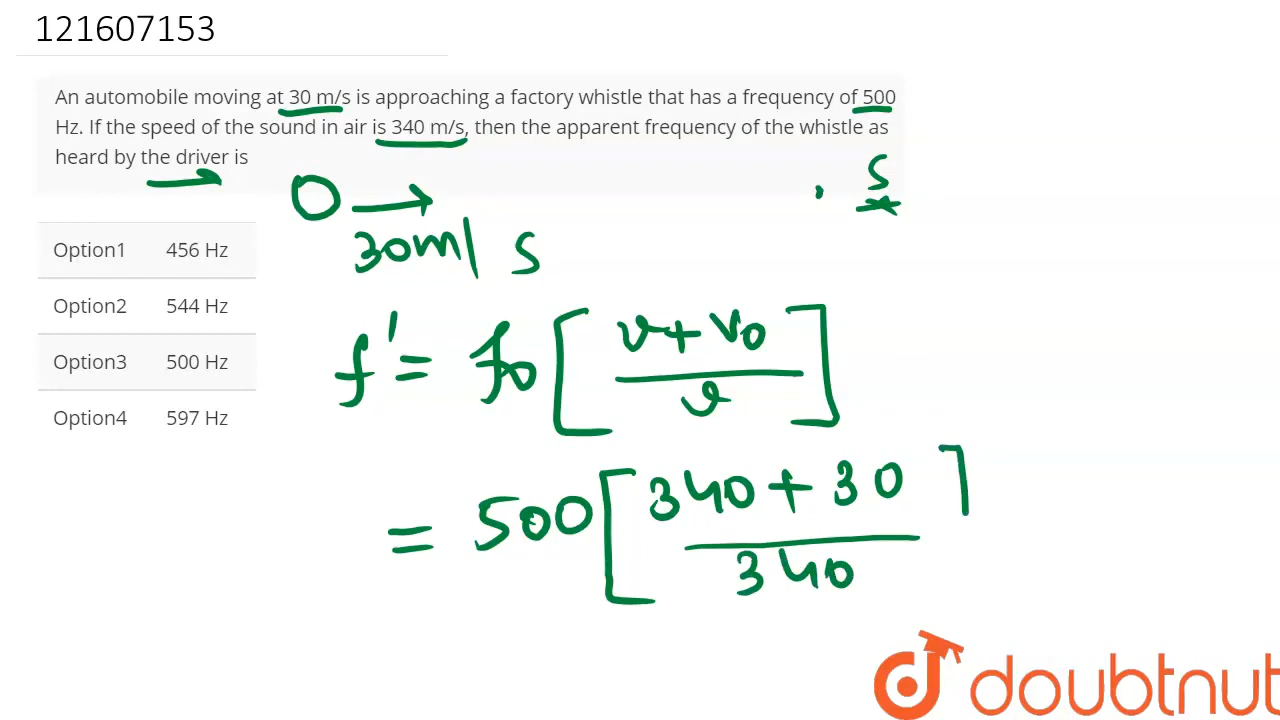 121607153
An automobile moving at 30 m/s is approaching a factory whistle that has a frequency of 500
Hz. If the speed of the sound in air is 340 m/s, then the apparent frequency of the whistle as
heard by the driver is
O → . S
30m/s
Option1 456 Hz
Option2 544 Hz
Option3 500 Hz
Option4 597 Hz
f' = f₀ [ (v + v₀) / v ]
= 500 [ (340 + 30) / 340 ]
doubtnut